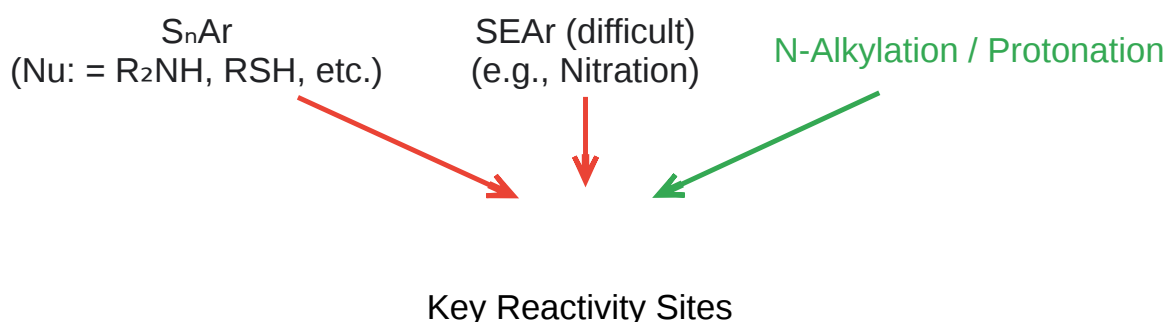 SₙAr
(Nu: = R₂NH, RSH, etc.)
SEAr (difficult)
(e.g., Nitration)
N-Alkylation / Protonation
Key Reactivity Sites